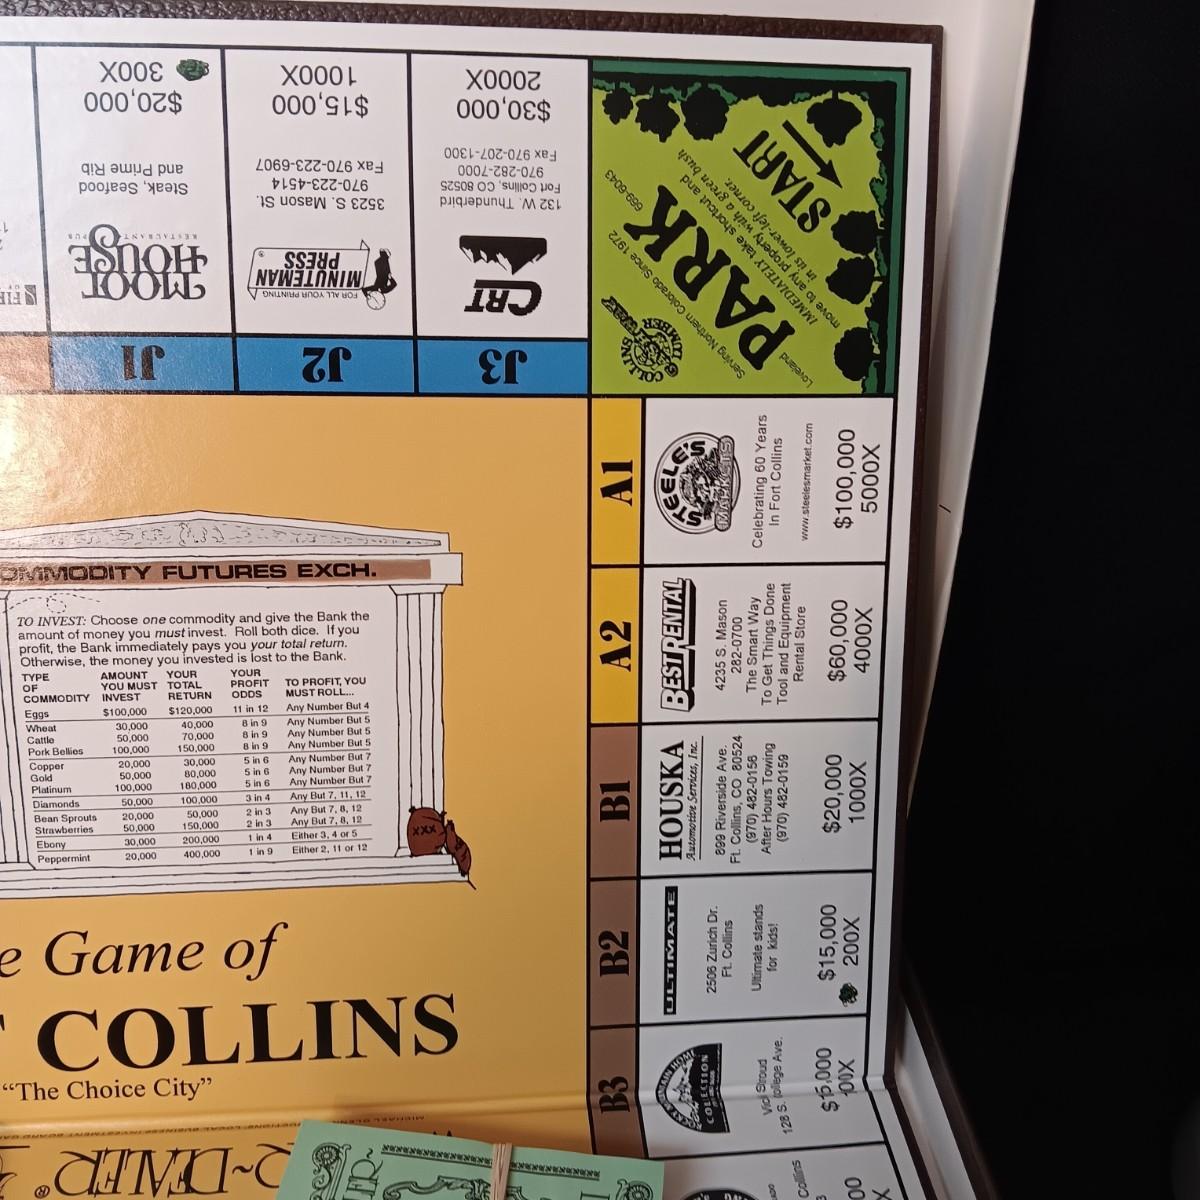 300X
$20,000
Steak, Seafood
and Prime Rib
MOOT
HOUSE
RESTAURANT PUB
J1
1000X
$15,000
Fax 970-223-6907
970-223-4514
3523 S. Mason St.
MINUTEMAN
PRESS
FOR ALL YOUR PRINTING
J2
2000X
$30,000
Fax 970-207-1300
970-282-7000
Fort Collins, CO 80525
132 W. Thunderbird
CRT
J3
START
PARK
IMMEDIATELY take shortcut and
move to any property with a green bush
in its lower-left corner.
COLLINS
LUMBER
Serving Northern Colorado Since 1972
Loveland
669-6043
A1
STEELE'S
MARKETS
Celebrating 60 Years
In Fort Collins
www.steelesmarket.com
$100,000
5000X
A2
BESTRENTAL
4235 S. Mason
282-0700
The Smart Way
To Get Things Done
Tool and Equipment
Rental Store
$60,000
4000X
B1
HOUSKA
Automotive Services, Inc.
899 Riverside Ave.
Ft. Collins, CO 80524
(970) 482-0156
After Hours Towing
(970) 482-0159
$20,000
1000X
B2
ULTIMATE
2506 Zurich Dr.
Ft. Collins
Ultimate stands
for kids!
$15,000
200X
B3
MOUNTAIN HOME
COLLECTION
Vicki Stroud
128 S. College Ave.
$15,000
Collins
OMMODITY FUTURES EXCH.
TO INVEST: Choose one commodity and give the Bank the
amount of money you must invest. Roll both dice. If you
profit, the Bank immediately pays you your total return.
Otherwise, the money you invested is lost to the Bank.
TYPE OF COMMODITY AMOUNT YOU MUST INVEST YOUR TOTAL RETURN YOUR PROFIT ODDS TO PROFIT, YOU MUST ROLL...
Eggs $100,000 $120,000 11 in 12 Any Number But 4
Wheat 30,000 40,000 8 in 9 Any Number But 5
Cattle 50,000 70,000 8 in 9 Any Number But 5
Pork Bellies 100,000 150,000 8 in 9 Any Number But 5
Copper 20,000 30,000 5 in 6 Any Number But 7
Gold 50,000 80,000 5 in 6 Any Number But 7
Platinum 100,000 180,000 5 in 6 Any Number But 7
Diamonds 50,000 100,000 3 in 4 Any But 7, 11, 12
Bean Sprouts 20,000 50,000 2 in 3 Any But 7, 8, 12
Strawberries 50,000 150,000 2 in 3 Any But 7, 8, 12
Ebony 30,000 200,000 1 in 4 Either 3, 4 or 5
Peppermint 20,000 400,000 1 in 9 Either 2, 11 or 12
XXX
e Game of
COLLINS
"The Choice City"
R~DEALER®